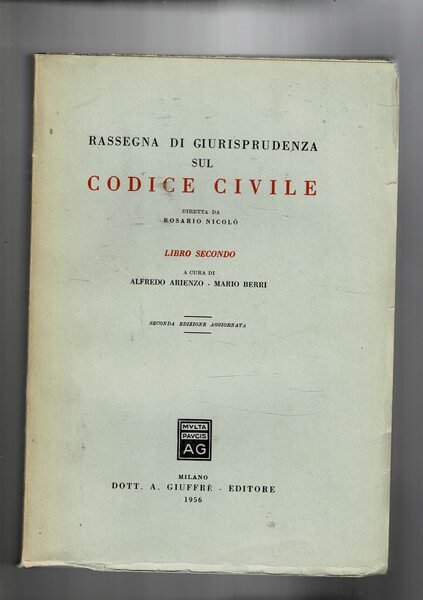 RASSEGNA DI GIURISPRUDENZA
SUL
CODICE CIVILE
DIRETTA DA
ROSARIO NICOLÒ
LIBRO SECONDO
A CURA DI
ALFREDO ARIENZO - MARIO BERRI
SECONDA EDIZIONE AGGIORNATA
MVLTA
PAVCIS
AG
MILANO
DOTT. A. GIUFFRÈ - EDITORE
1956